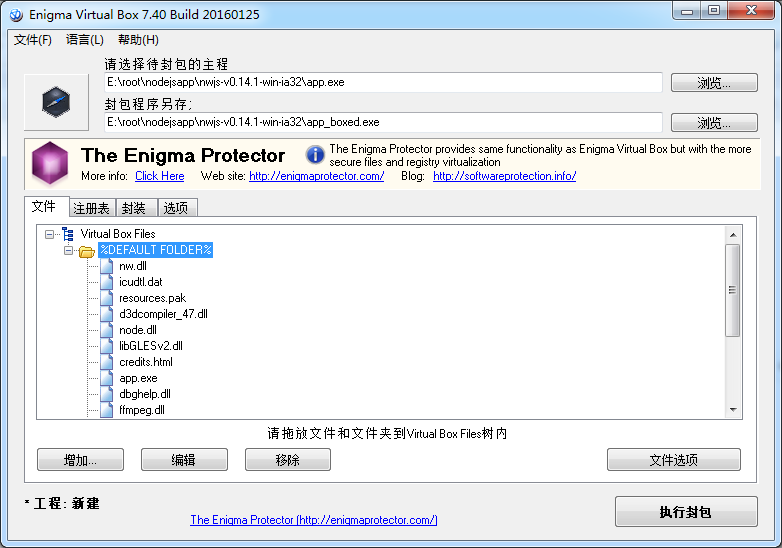 Enigma Virtual Box 7.40 Build 20160125
文件(F) 语言(L) 帮助(H)
请选择待封包的主程
E:\root\nodejsapp\nwjs-v0.14.1-win-ia32\app.exe 浏览...
封包程序另存;
E:\root\nodejsapp\nwjs-v0.14.1-win-ia32\app_boxed.exe 浏览...
The Enigma Protector
The Enigma Protector provides same functionality as Enigma Virtual Box but with the more
secure files and registry virtualization
More info: Click Here Web site: http://enigmaprotector.com/ Blog: http://softwareprotection.info/
文件 注册表 封装 选项
Virtual Box Files
%DEFAULT FOLDER%
nw.dll
icudtl.dat
resources.pak
d3dcompiler_47.dll
node.dll
libGLESv2.dll
credits.html
app.exe
dbghelp.dll
ffmpeg.dll
请拖放文件和文件夹到Virtual Box Files树内
增加... 编辑 移除 文件选项
* 工程: 新建
The Enigma Protector (http://enigmaprotector.com/)
执行封包